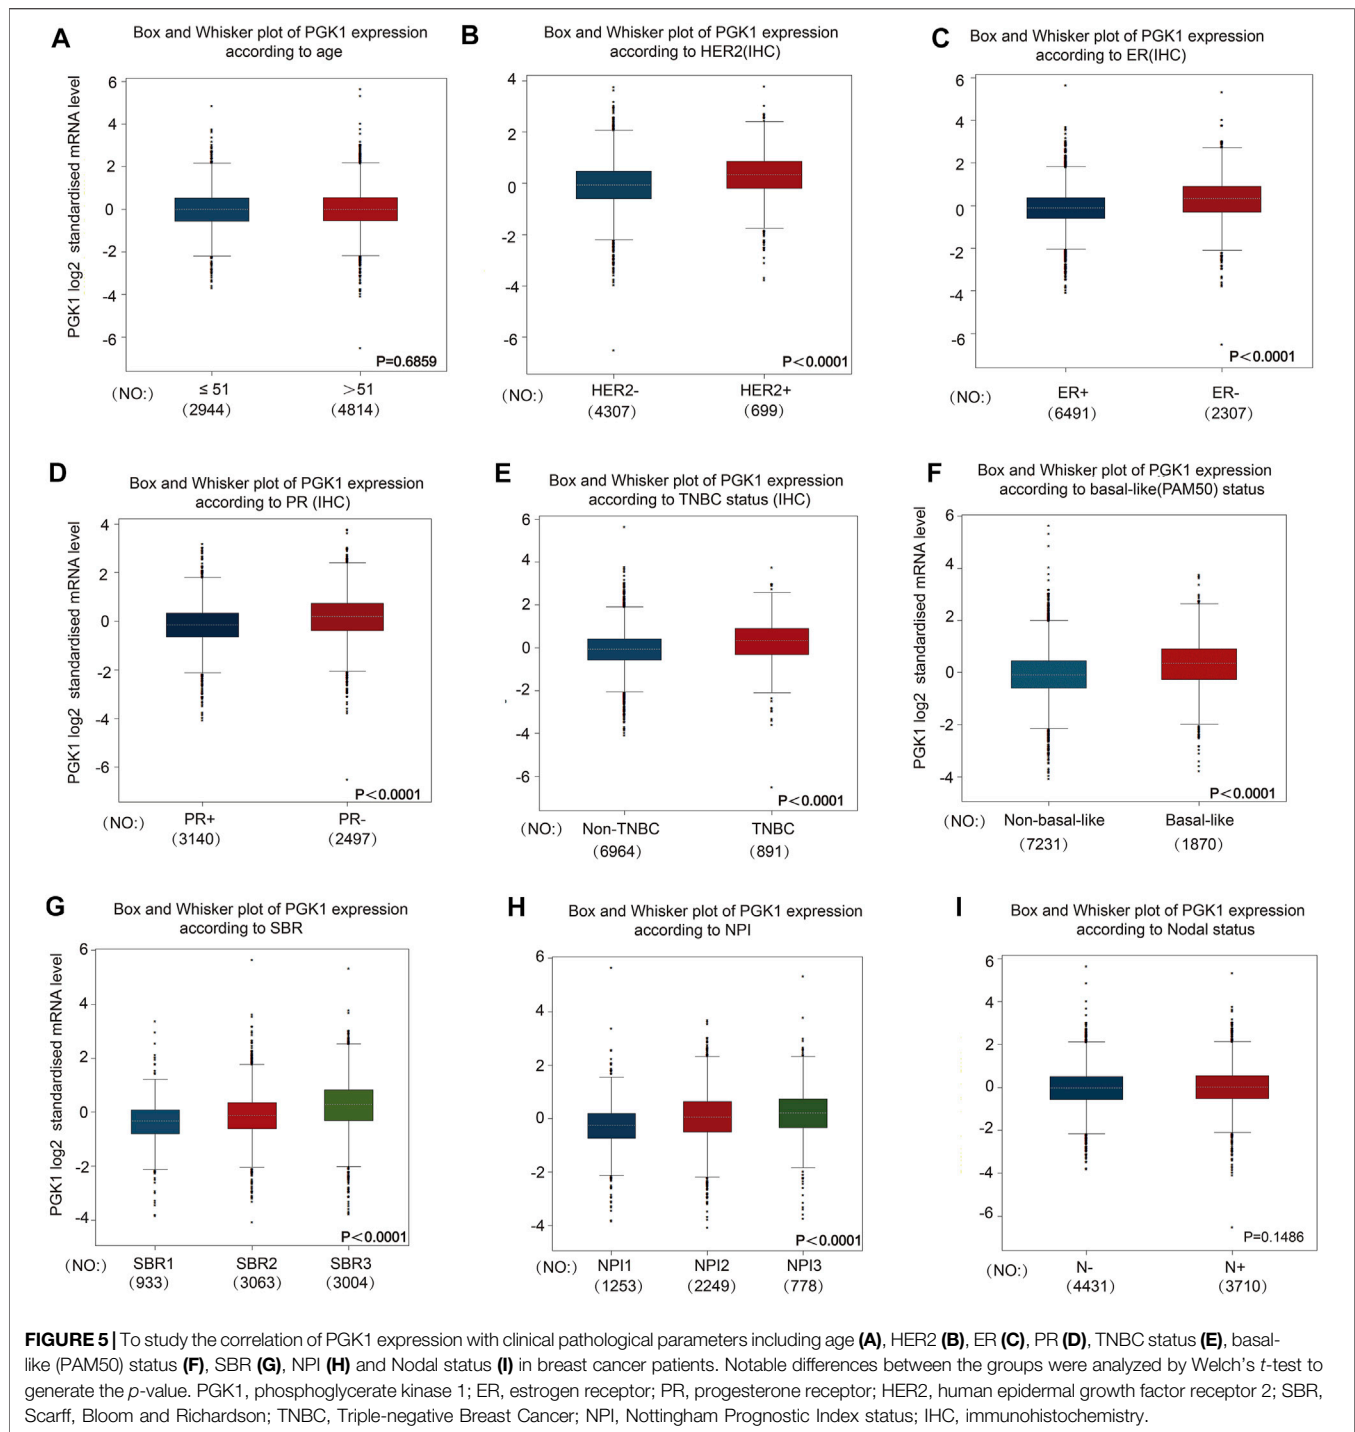 A
Box and Whisker plot of PGK1 expression
according to age
PGK1 log2 standardised mRNA level
6
4
2
0
-2
-4
-6
P=0.6859
(NO:)
≤ 51
>51
(2944)
(4814)
B
Box and Whisker plot of PGK1 expression
according to HER2(IHC)
4
2
0
-2
-4
-6
P<0.0001
(NO:)
HER2-
HER2+
(4307)
(699)
C
Box and Whisker plot of PGK1 expression
according to ER(IHC)
6
4
2
0
-2
-4
-6
P<0.0001
(NO:)
ER+
ER-
(6491)
(2307)
D
Box and Whisker plot of PGK1 expression
according to PR (IHC)
PGK1 log2 standardised mRNA level
4
2
0
-2
-4
-6
P<0.0001
(NO:)
PR+
PR-
(3140)
(2497)
E
Box and Whisker plot of PGK1 expression
according to TNBC status (IHC)
6
4
2
0
-2
-4
-6
P<0.0001
(NO:)
Non-TNBC
TNBC
(6964)
(891)
F
Box and Whisker plot of PGK1 expression
according to basal-like(PAM50) status
PGK1 log2 standardised mRNA level
6
4
2
0
-2
-4
P<0.0001
(NO:)
Non-basal-like
Basal-like
(7231)
(1870)
G
Box and Whisker plot of PGK1 expression
according to SBR
PGK1 log2 standardised mRNA level
6
4
2
0
-2
-4
P<0.0001
(NO:)
SBR1
SBR2
SBR3
(933)
(3063)
(3004)
H
Box and Whisker plot of PGK1 expression
according to NPI
6
4
2
0
-2
-4
P<0.0001
(NO:)
NPI1
NPI2
NPI3
(1253)
(2249)
(778)
I
Box and Whisker plot of PGK1 expression
according to Nodal status
6
4
2
0
-2
-4
-6
P=0.1486
(NO:)
N-
N+
(4431)
(3710)
FIGURE 5 | To study the correlation of PGK1 expression with clinical pathological parameters including age (A), HER2 (B), ER (C), PR (D), TNBC status (E), basal-
like (PAM50) status (F), SBR (G), NPI (H) and Nodal status (I) in breast cancer patients. Notable differences between the groups were analyzed by Welch's t-test to
generate the p-value. PGK1, phosphoglycerate kinase 1; ER, estrogen receptor; PR, progesterone receptor; HER2, human epidermal growth factor receptor 2; SBR,
Scarff, Bloom and Richardson; TNBC, Triple-negative Breast Cancer; NPI, Nottingham Prognostic Index status; IHC, immunohistochemistry.